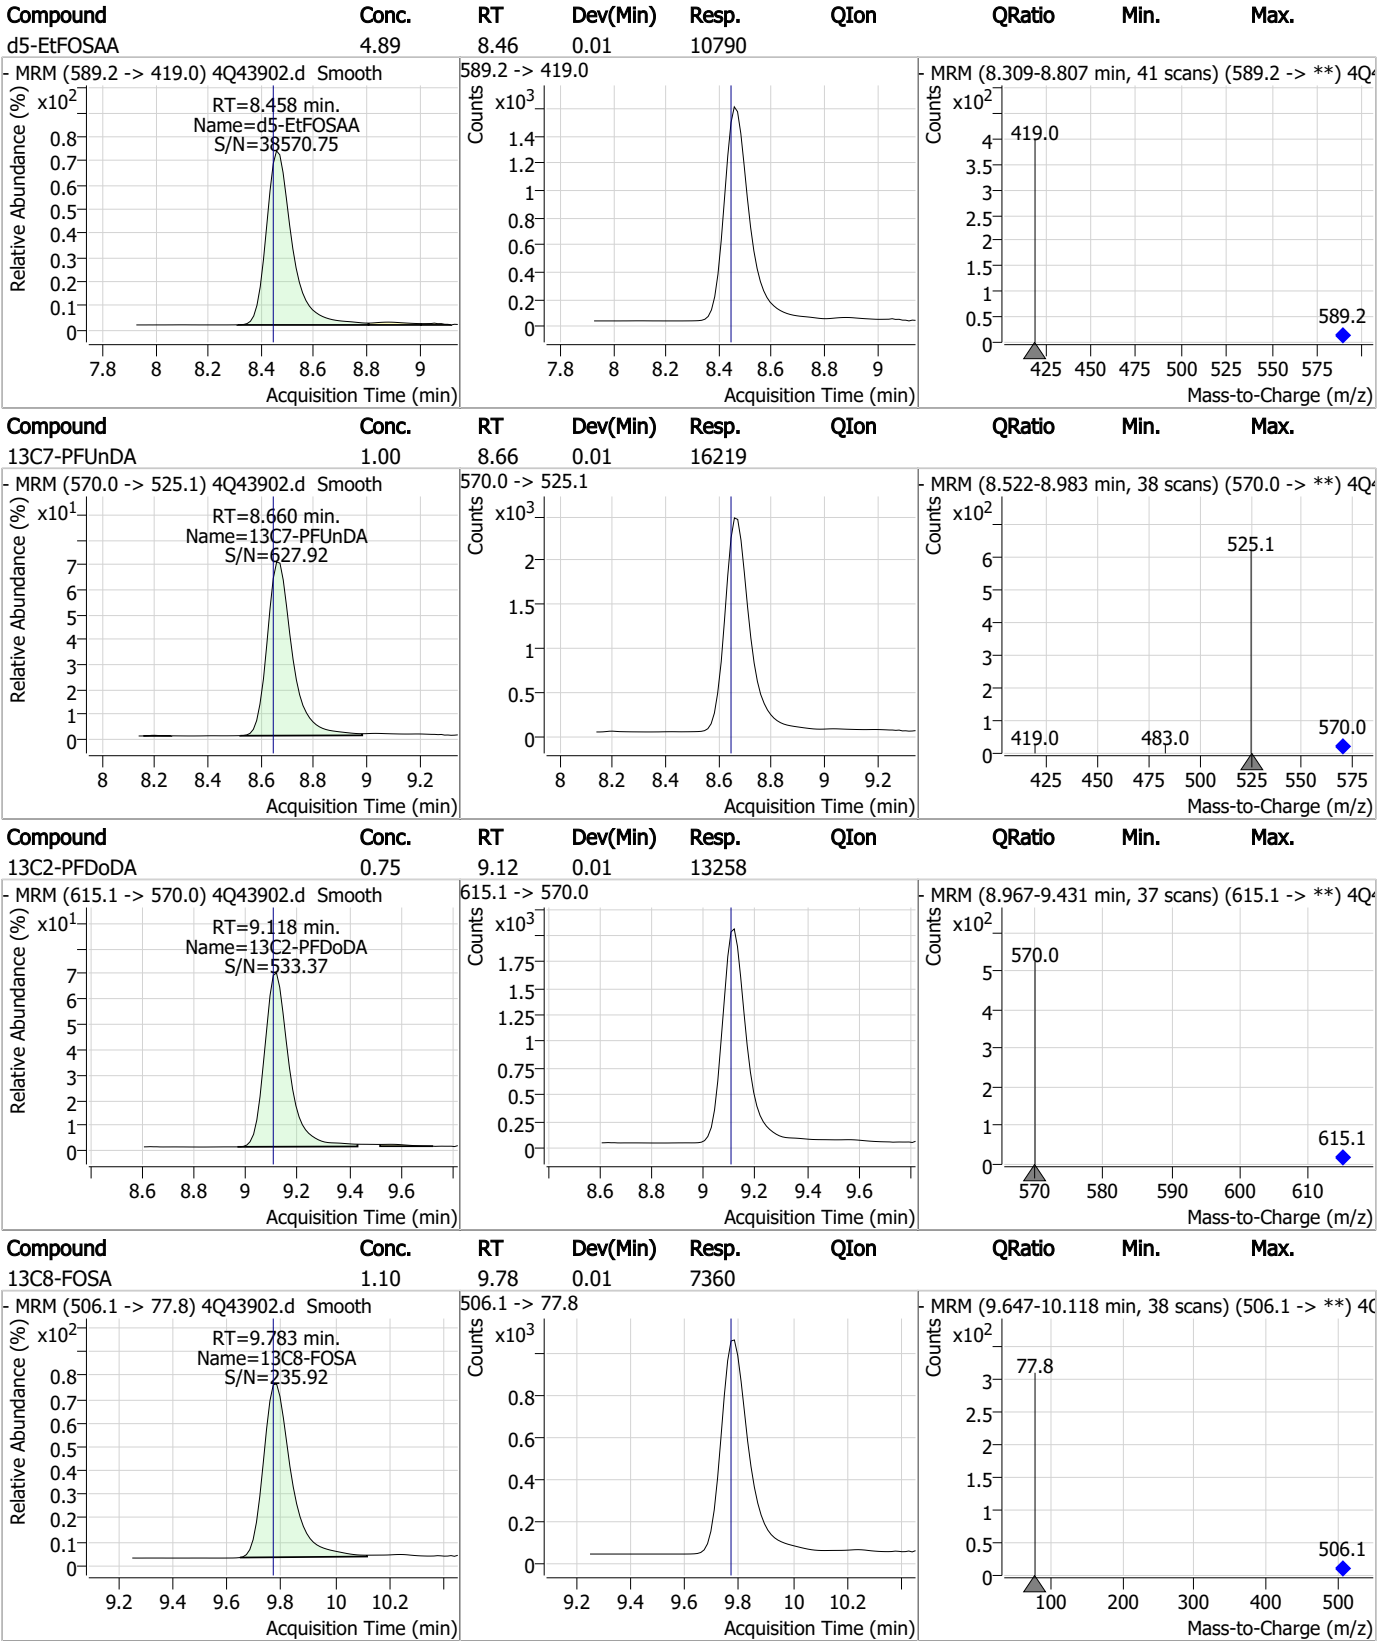 Compound Conc. RT Dev(Min) Resp. QIon QRatio Min. Max.
d5-EtFOSAA 4.89 8.46 0.01 10790
- MRM (589.2 -> 419.0) 4Q43902.d Smooth
x10²
RT=8.458 min.
Name=d5-EtFOSAA
S/N=38570.75
Relative Abundance (%)
0.8
0.7
0.6
0.5
0.4
0.3
0.2
0.1
0
7.8 8 8.2 8.4 8.6 8.8 9
Acquisition Time (min)
589.2 -> 419.0
Counts
x10³
1.4
1.2
1
0.8
0.6
0.4
0.2
0
7.8 8 8.2 8.4 8.6 8.8 9
Acquisition Time (min)
- MRM (8.309-8.807 min, 41 scans) (589.2 -> **) 4Q4
Counts
x10²
4
3.5
3
2.5
2
1.5
1
0.5
0
419.0
589.2
425 450 475 500 525 550 575
Mass-to-Charge (m/z)
Compound Conc. RT Dev(Min) Resp. QIon QRatio Min. Max.
13C7-PFUnDA 1.00 8.66 0.01 16219
- MRM (570.0 -> 525.1) 4Q43902.d Smooth
x10¹
RT=8.660 min.
Name=13C7-PFUnDA
S/N=627.92
Relative Abundance (%)
7
6
5
4
3
2
1
0
8 8.2 8.4 8.6 8.8 9 9.2
Acquisition Time (min)
570.0 -> 525.1
Counts
x10³
2
1.5
1
0.5
0
8 8.2 8.4 8.6 8.8 9 9.2
Acquisition Time (min)
- MRM (8.522-8.983 min, 38 scans) (570.0 -> **) 4Q4
Counts
x10²
6
5
4
3
2
1
0
525.1
419.0 483.0 570.0
425 450 475 500 525 550 575
Mass-to-Charge (m/z)
Compound Conc. RT Dev(Min) Resp. QIon QRatio Min. Max.
13C2-PFDoDA 0.75 9.12 0.01 13258
- MRM (615.1 -> 570.0) 4Q43902.d Smooth
x10¹
RT=9.118 min.
Name=13C2-PFDoDA
S/N=533.37
Relative Abundance (%)
7
6
5
4
3
2
1
0
8.6 8.8 9 9.2 9.4 9.6
Acquisition Time (min)
615.1 -> 570.0
Counts
x10³
1.75
1.5
1.25
1
0.75
0.5
0.25
0
8.6 8.8 9 9.2 9.4 9.6
Acquisition Time (min)
- MRM (8.967-9.431 min, 37 scans) (615.1 -> **) 4Q4
Counts
x10²
5
4
3
2
1
0
570.0
615.1
570 580 590 600 610
Mass-to-Charge (m/z)
Compound Conc. RT Dev(Min) Resp. QIon QRatio Min. Max.
13C8-FOSA 1.10 9.78 0.01 7360
- MRM (506.1 -> 77.8) 4Q43902.d Smooth
x10²
RT=9.783 min.
Name=13C8-FOSA
S/N=235.92
Relative Abundance (%)
0.8
0.7
0.6
0.5
0.4
0.3
0.2
0.1
0
9.2 9.4 9.6 9.8 10 10.2
Acquisition Time (min)
506.1 -> 77.8
Counts
x10³
0.8
0.6
0.4
0.2
0
9.2 9.4 9.6 9.8 10 10.2
Acquisition Time (min)
- MRM (9.647-10.118 min, 38 scans) (506.1 -> **) 4Q
Counts
x10²
3
2.5
2
1.5
1
0.5
0
77.8
506.1
100 200 300 400 500
Mass-to-Charge (m/z)